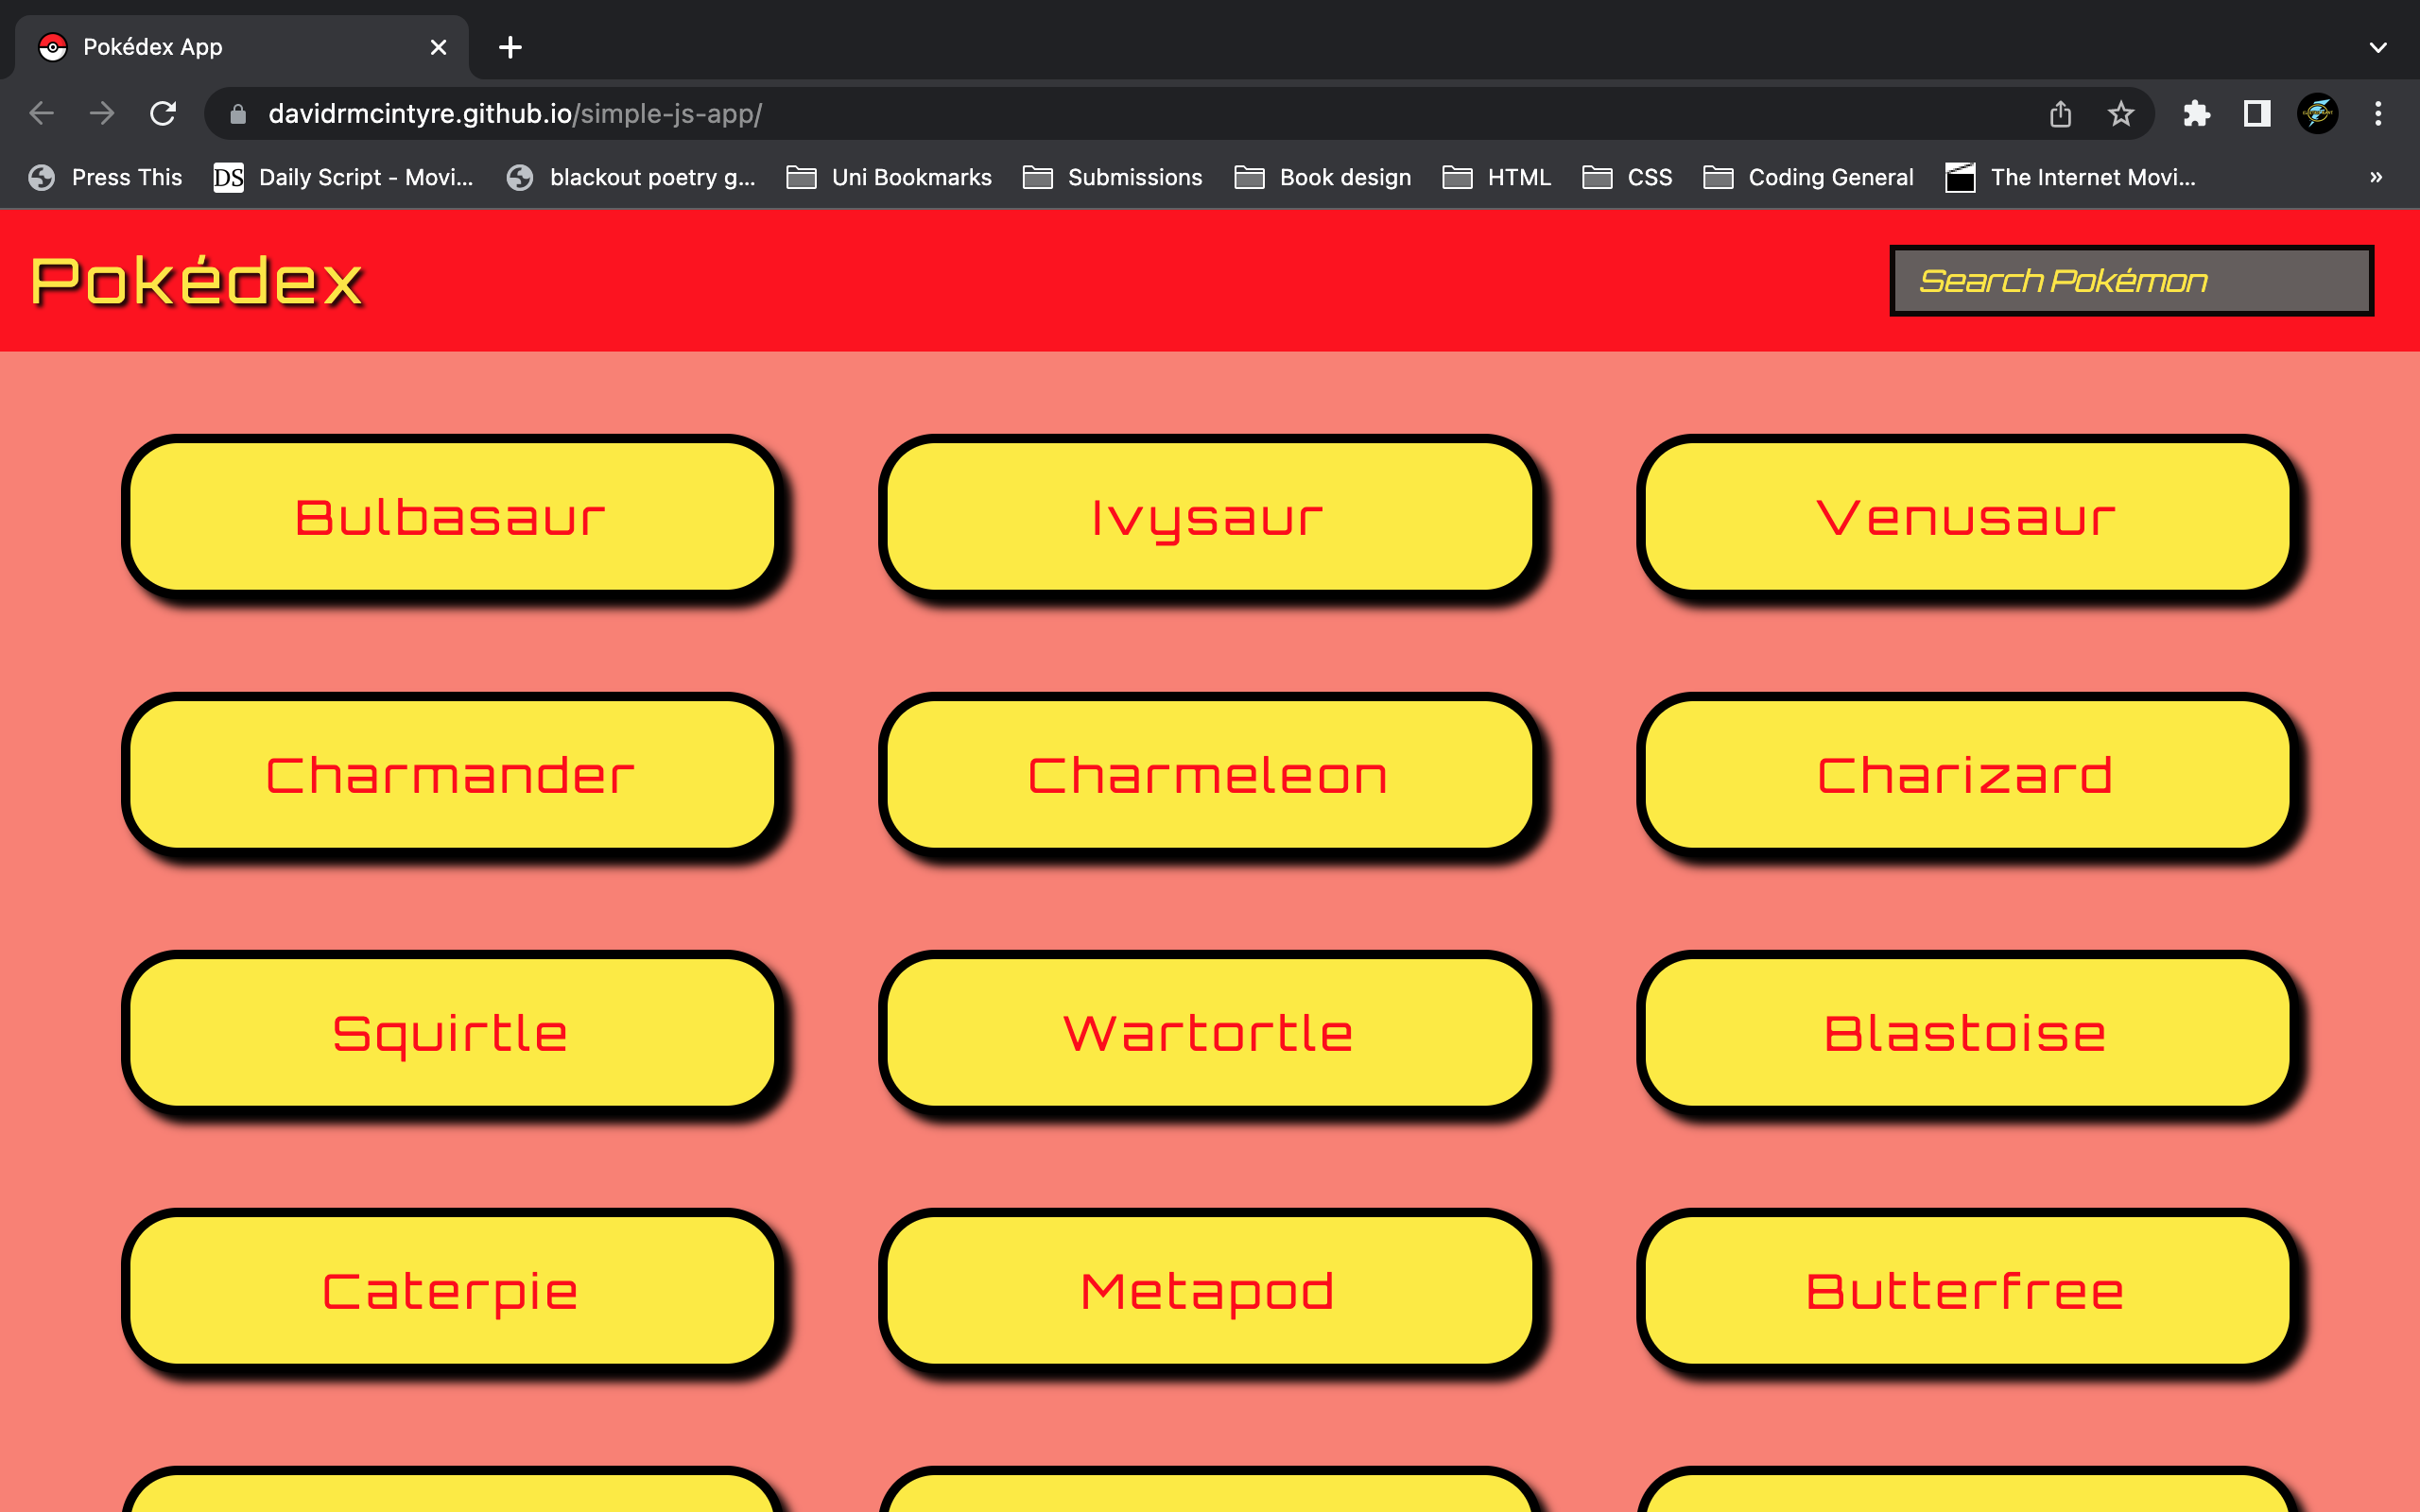 Pokédex App
davidrmcintyre.github.io/simple-js-app/
Press This DS Daily Script - Movi... blackout poetry g... Uni Bookmarks Submissions Book design HTML CSS Coding General The Internet Movi... »
Pokédex Search Pokémon
Bulbasaur Ivysaur Venusaur
Charmander Charmeleon Charizard
Squirtle Wartortle Blastoise
Caterpie Metapod Butterfree